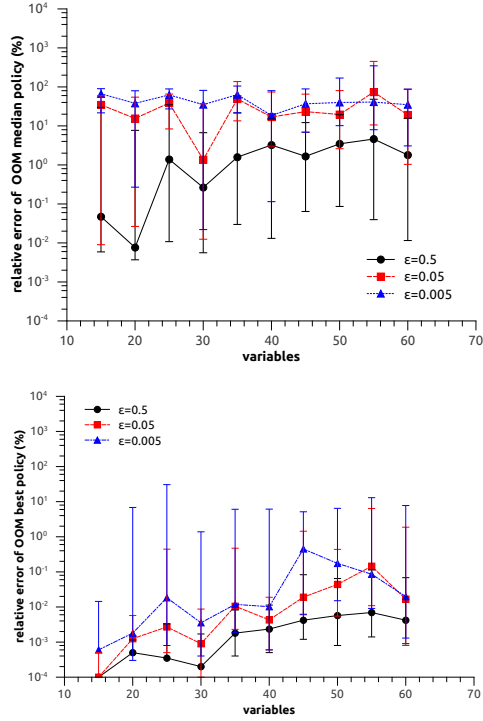 10^4
10^3
10^2
10^1
10^0
10^-1
10^-2
10^-3
10^-4
relative error of OOM median policy (%)
ε=0.5
ε=0.05
ε=0.005
10 20 30 40 50 60 70
variables
10^4
10^3
10^2
10^1
10^0
10^-1
10^-2
10^-3
10^-4
relative error of OOM best policy (%)
ε=0.5
ε=0.05
ε=0.005
10 20 30 40 50 60 70
variables